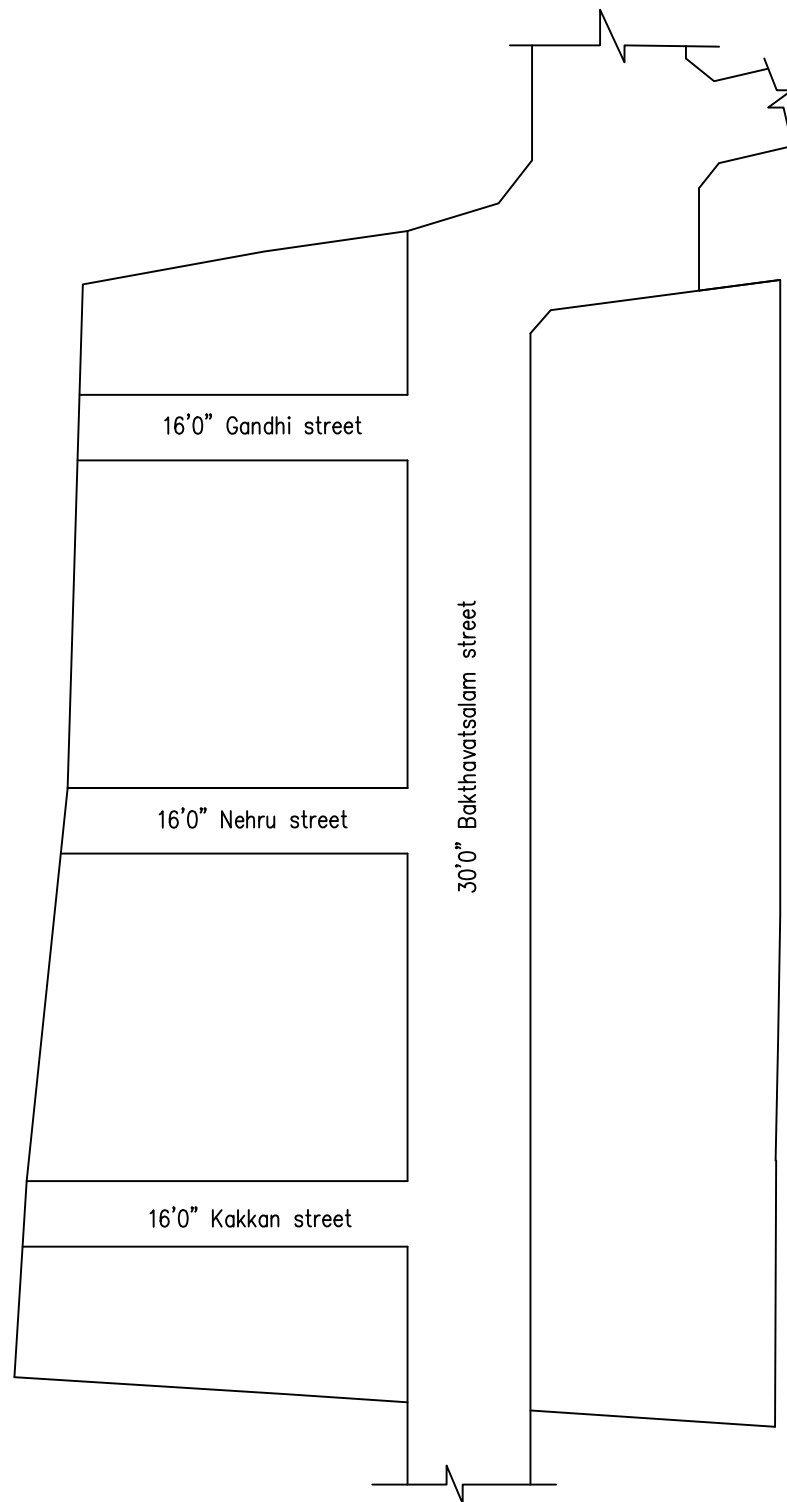 16'0" Gandhi street
30'0" Bakthavatsalam street
16'0" Nehru street
16'0" Kakkan street